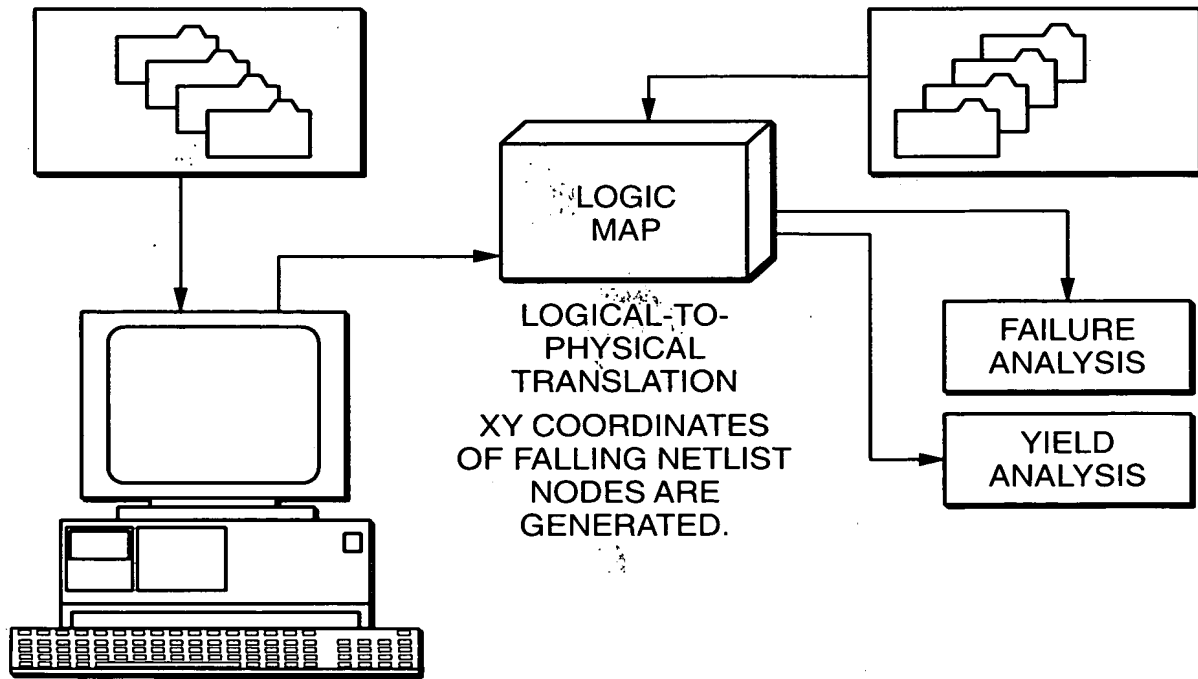 LOGIC
MAP
LOGICAL-TO-
PHYSICAL
TRANSLATION
XY COORDINATES
OF FALLING NETLIST
NODES ARE
GENERATED.
FAILURE
ANALYSIS
YIELD
ANALYSIS